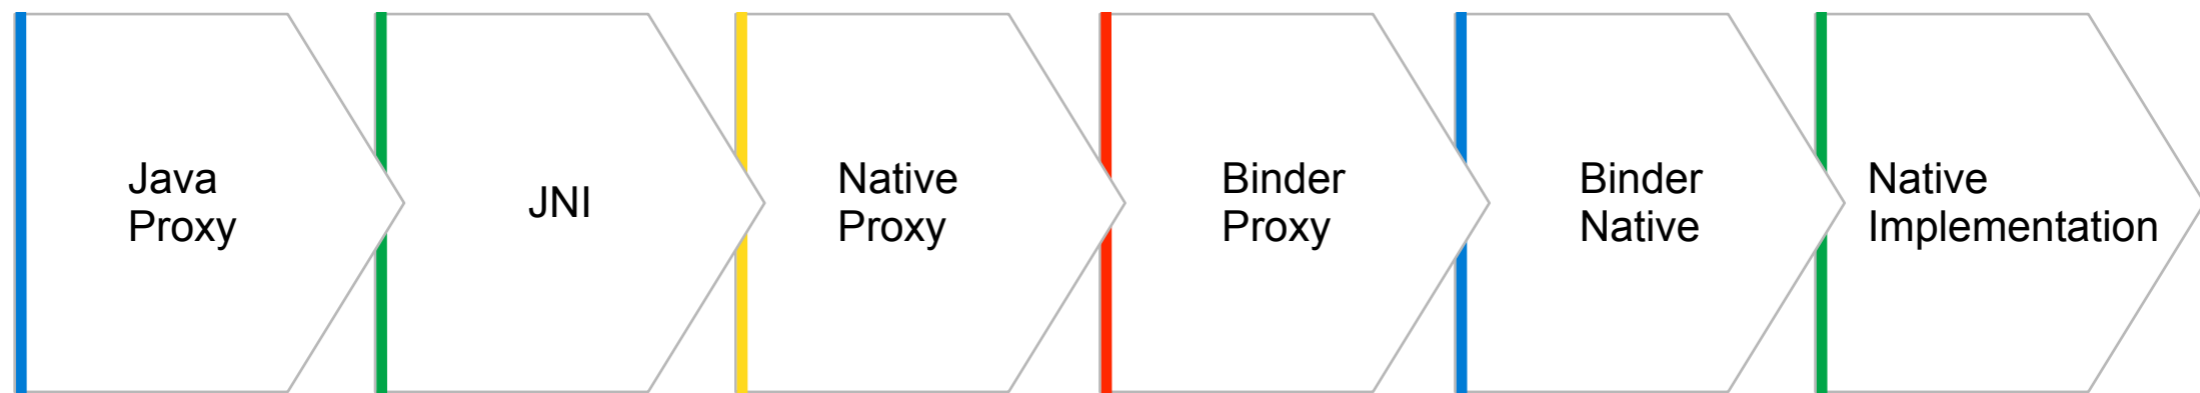 Java
Proxy
JNI
Native
Proxy
Binder
Proxy
Binder
Native
Native
Implementation